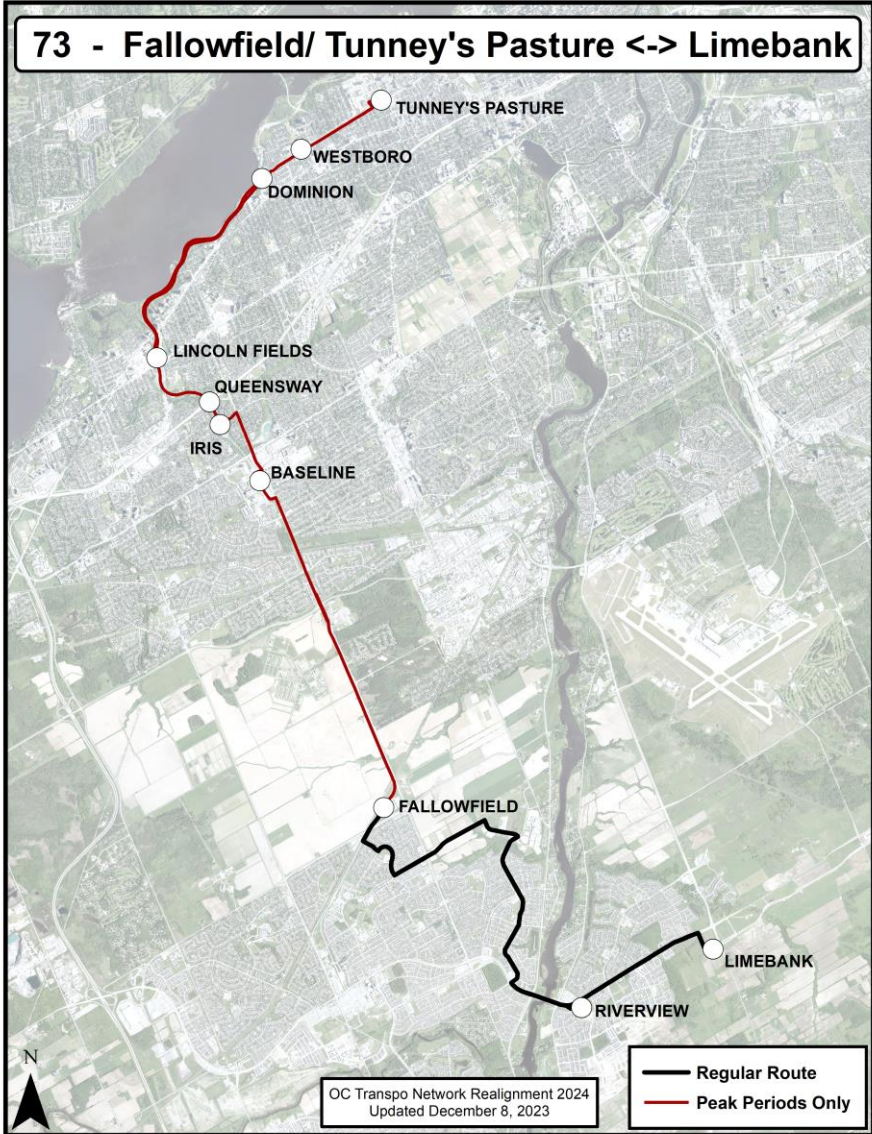 73 - Fallowfield/ Tunney's Pasture <-> Limebank
TUNNEY'S PASTURE
WESTBORO
DOMINION
LINCOLN FIELDS
QUEENSWAY
IRIS
BASELINE
FALLOWFIELD
LIMEBANK
RIVERVIEW
N
OC Transpo Network Realignment 2024
Updated December 8, 2023
Regular Route
Peak Periods Only